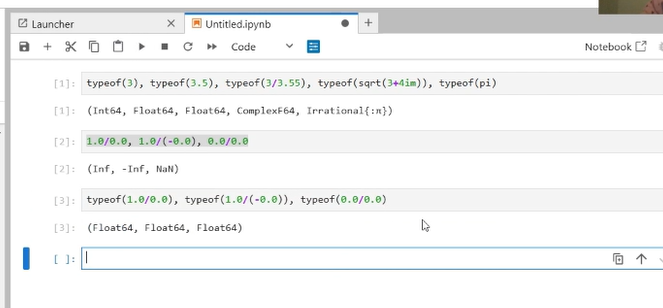 Launcher
Untitled.ipynb
Code
Notebook
[1]: typeof(3), typeof(3.5), typeof(3/3.55), typeof(sqrt(3+4im)), typeof(pi)
[1]: (Int64, Float64, Float64, ComplexF64, Irrational{:π})
[2]: 1.0/0.0, 1.0/(-0.0), 0.0/0.0
[2]: (Inf, -Inf, NaN)
[3]: typeof(1.0/0.0), typeof(1.0/(-0.0)), typeof(0.0/0.0)
[3]: (Float64, Float64, Float64)
[ ]: